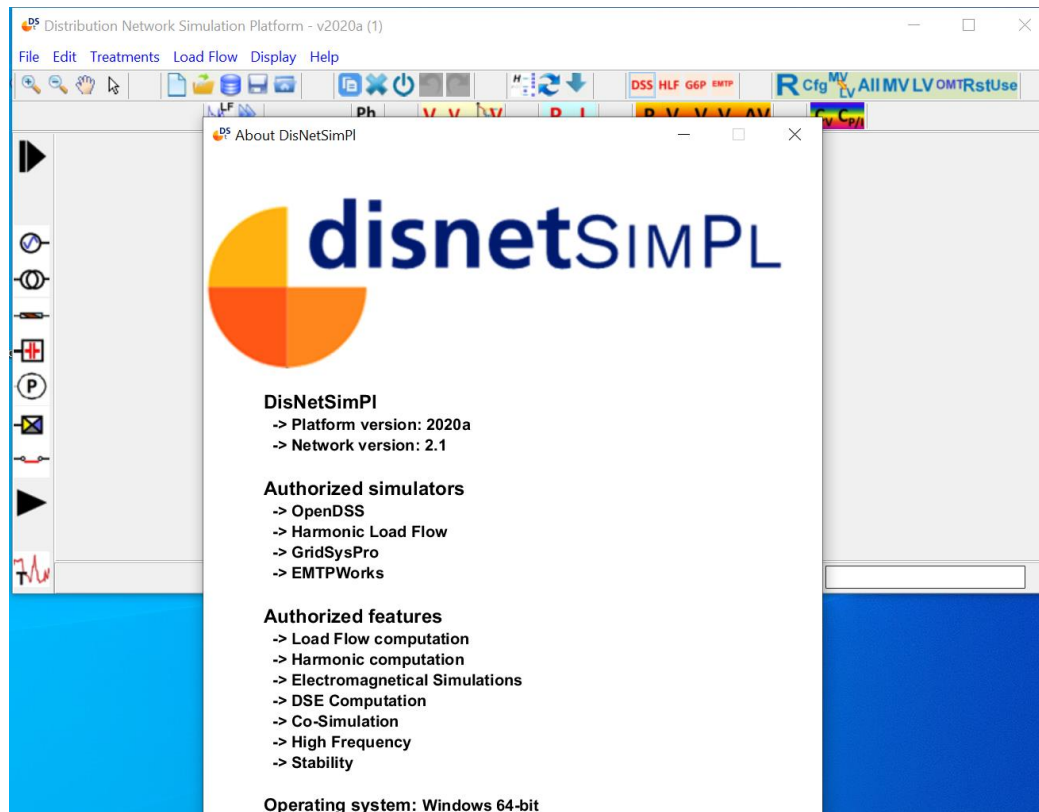 Distribution Network Simulation Platform - v2020a (1)
File Edit Treatments Load Flow Display Help
DSS HLF G6P EMTP R Cfg MV LV All MV LV OMT Rst Use
LF Ph
About DisNetSimPl
disnetSimPl
DisNetSimPl
-> Platform version: 2020a
-> Network version: 2.1
Authorized simulators
-> OpenDSS
-> Harmonic Load Flow
-> GridSysPro
-> EMTPWorks
Authorized features
-> Load Flow computation
-> Harmonic computation
-> Electromagnetical Simulations
-> DSE Computation
-> Co-Simulation
-> High Frequency
-> Stability
Operating system: Windows 64-bit
P
T